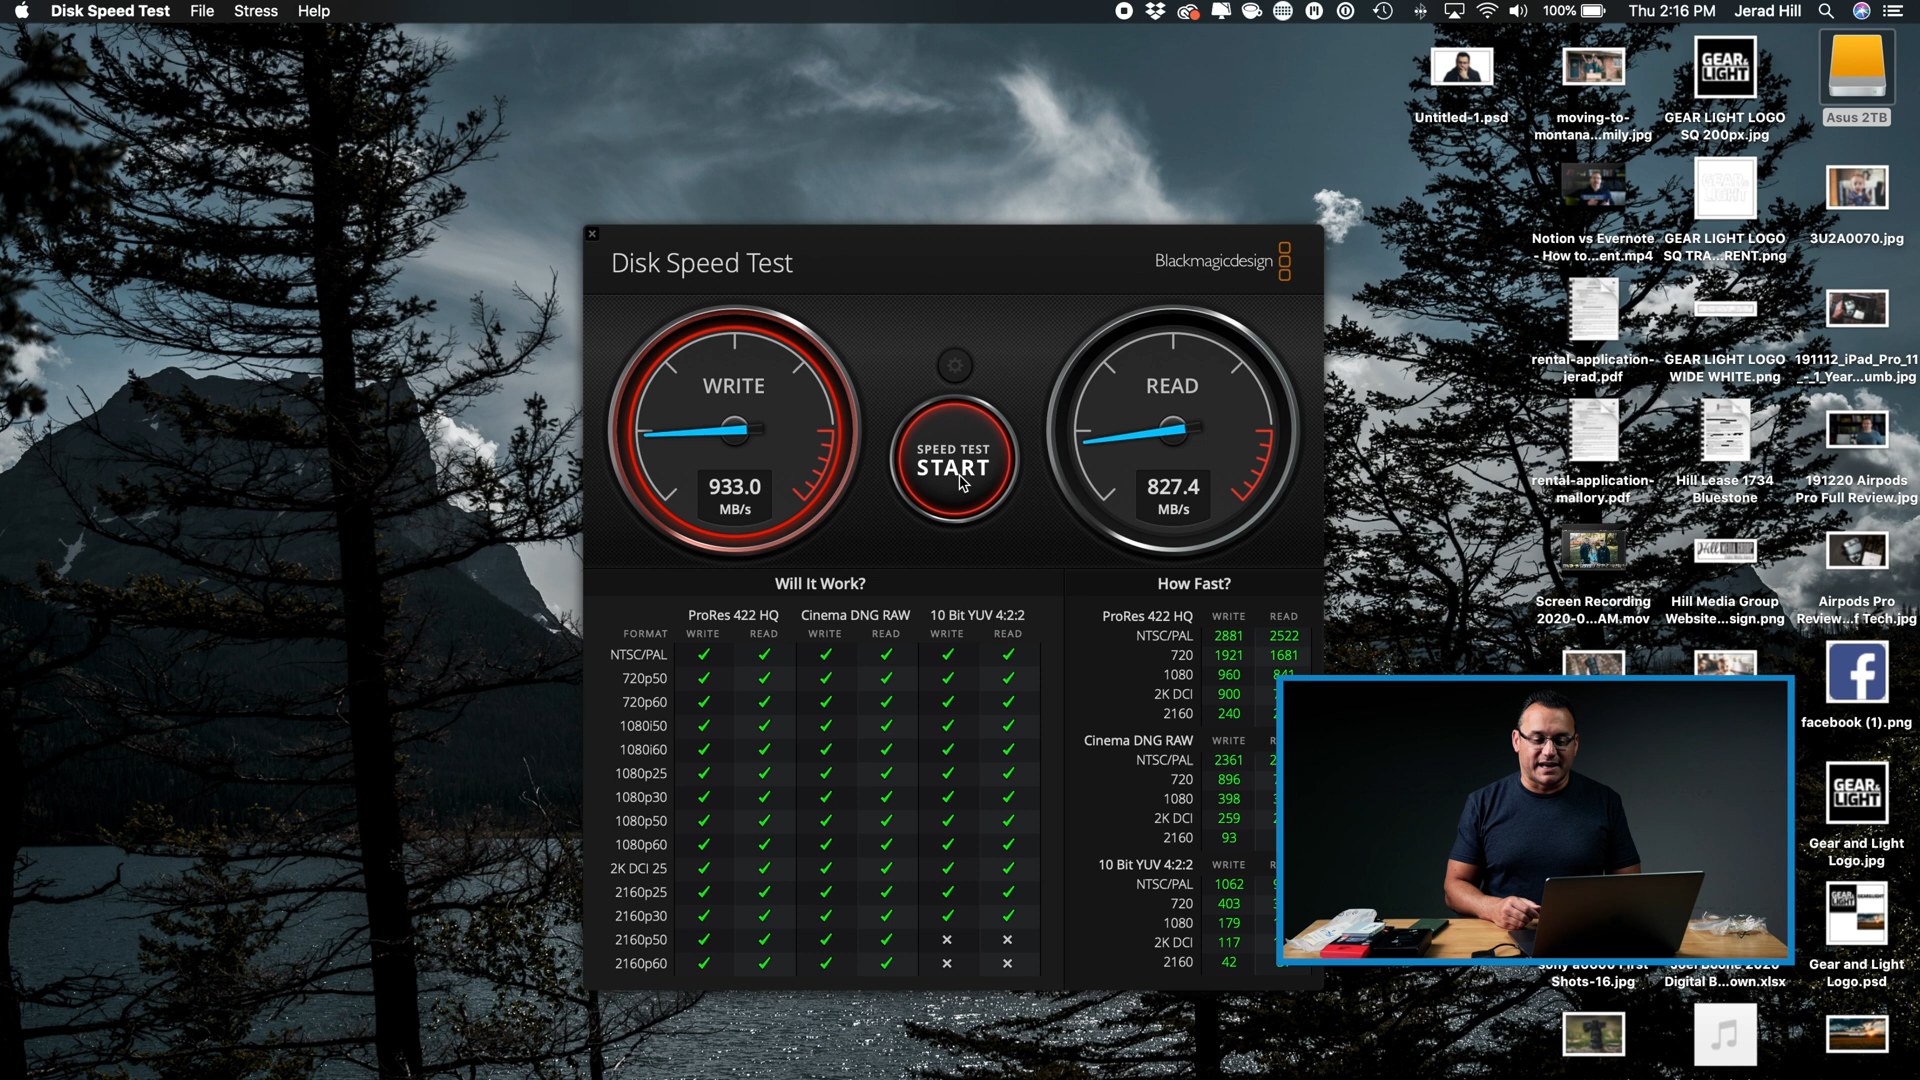 Disk Speed Test File Stress Help
100% Thu 2:16 PM Jerad Hill
Untitled-1.psd
moving-to-
montana...mily.jpg
GEAR LIGHT LOGO
SQ 200px.jpg
Asus 2TB
Notion vs Evernote
- How to...ent.mp4
GEAR LIGHT LOGO
SQ TRA...RENT.png
3U2A0070.jpg
rental-application-
jerad.pdf
GEAR LIGHT LOGO
WIDE WHITE.png
191112_iPad_Pro_11
_-_1_Year...umb.jpg
rental-application-
mallory.pdf
Hill Lease 1734
Bluestone
191220 Airpods
Pro Full Review.jpg
Screen Recording
2020-0...AM.mov
Hill Media Group
Website...sign.png
Airpods Pro
Review...f Tech.jpg
facebook (1).png
Gear and Light
Logo.jpg
Shots-16.jpg
Digital B...own.xlsx
Gear and Light
Logo.psd
GEAR&
LIGHT
GEAR&
LIGHT
Disk Speed Test
Blackmagicdesign
WRITE
933.0
MB/s
SPEED TEST
START
READ
827.4
MB/s
Will It Work?
ProRes 422 HQ Cinema DNG RAW 10 Bit YUV 4:2:2
FORMAT WRITE READ WRITE READ WRITE READ
NTSC/PAL ✓ ✓ ✓ ✓ ✓ ✓
720p50 ✓ ✓ ✓ ✓ ✓ ✓
720p60 ✓ ✓ ✓ ✓ ✓ ✓
1080i50 ✓ ✓ ✓ ✓ ✓ ✓
1080i60 ✓ ✓ ✓ ✓ ✓ ✓
1080p25 ✓ ✓ ✓ ✓ ✓ ✓
1080p30 ✓ ✓ ✓ ✓ ✓ ✓
1080p50 ✓ ✓ ✓ ✓ ✓ ✓
1080p60 ✓ ✓ ✓ ✓ ✓ ✓
2K DCI 25 ✓ ✓ ✓ ✓ ✓ ✓
2160p25 ✓ ✓ ✓ ✓ ✓ ✓
2160p30 ✓ ✓ ✓ ✓ ✓ ✓
2160p50 ✓ ✓ ✓ ✓ × ×
2160p60 ✓ ✓ ✓ ✓ × ×
How Fast?
ProRes 422 HQ WRITE READ
NTSC/PAL 2881 2522
720 1921 1681
1080 960 841
2K DCI 900
2160 240
Cinema DNG RAW WRITE
NTSC/PAL 2361
720 896
1080 398
2K DCI 259
2160 93
10 Bit YUV 4:2:2 WRITE
NTSC/PAL 1062
720 403
1080 179
2K DCI 117
2160 42